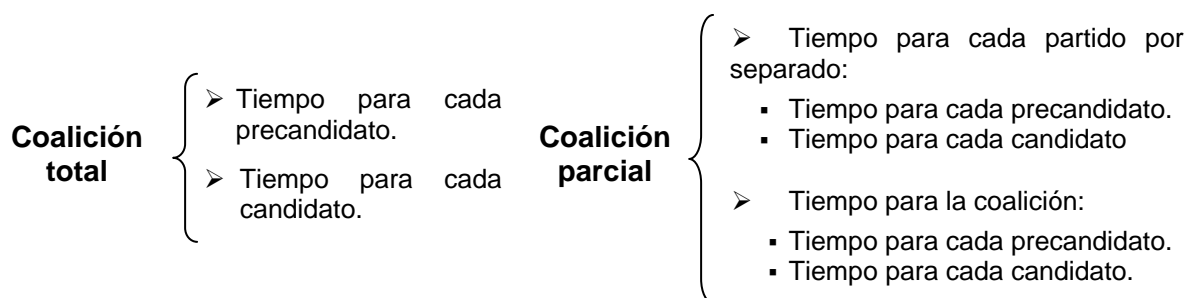 Coalición
total
➢ Tiempo para cada
precandidato.
➢ Tiempo para cada
candidato.
Coalición
parcial
➢ Tiempo para cada partido por
separado:
▪ Tiempo para cada precandidato.
▪ Tiempo para cada candidato
➢ Tiempo para la coalición:
▪ Tiempo para cada precandidato.
▪ Tiempo para cada candidato.